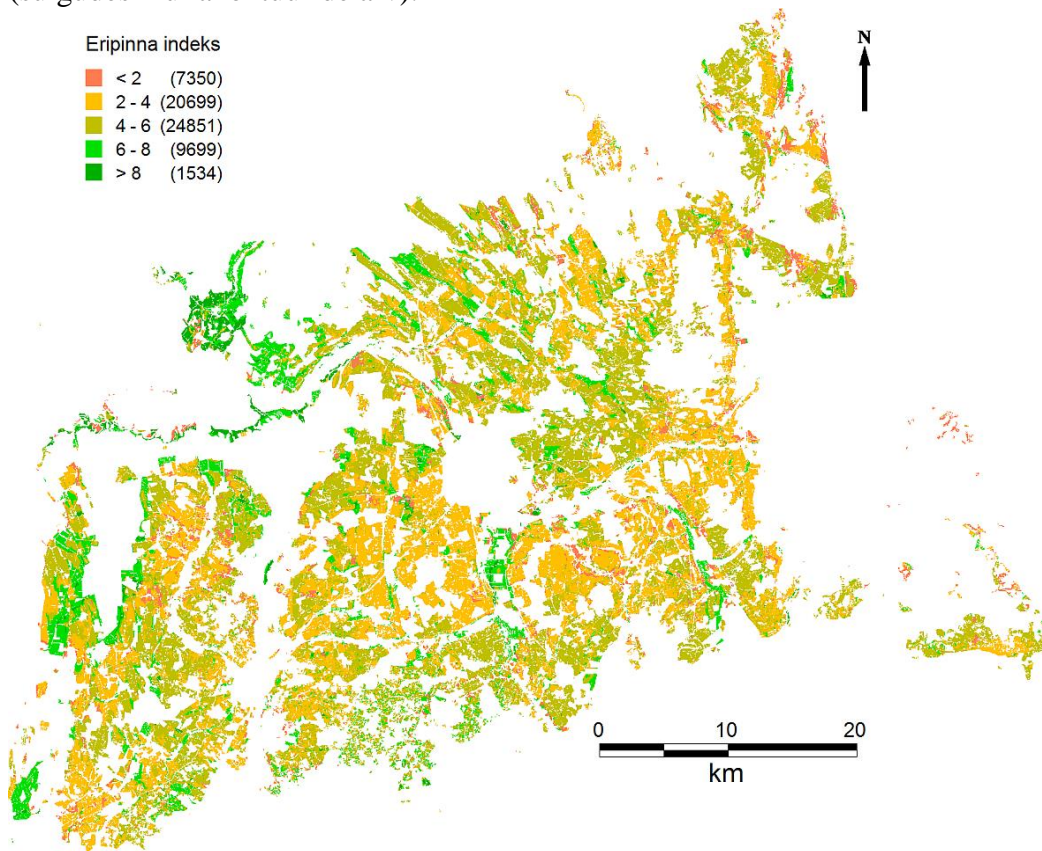 Eripinna indeks
< 2 (7350)
2 - 4 (20699)
4 - 6 (24851)
6 - 8 (9699)
> 8 (1534)
N
0 10 20
km